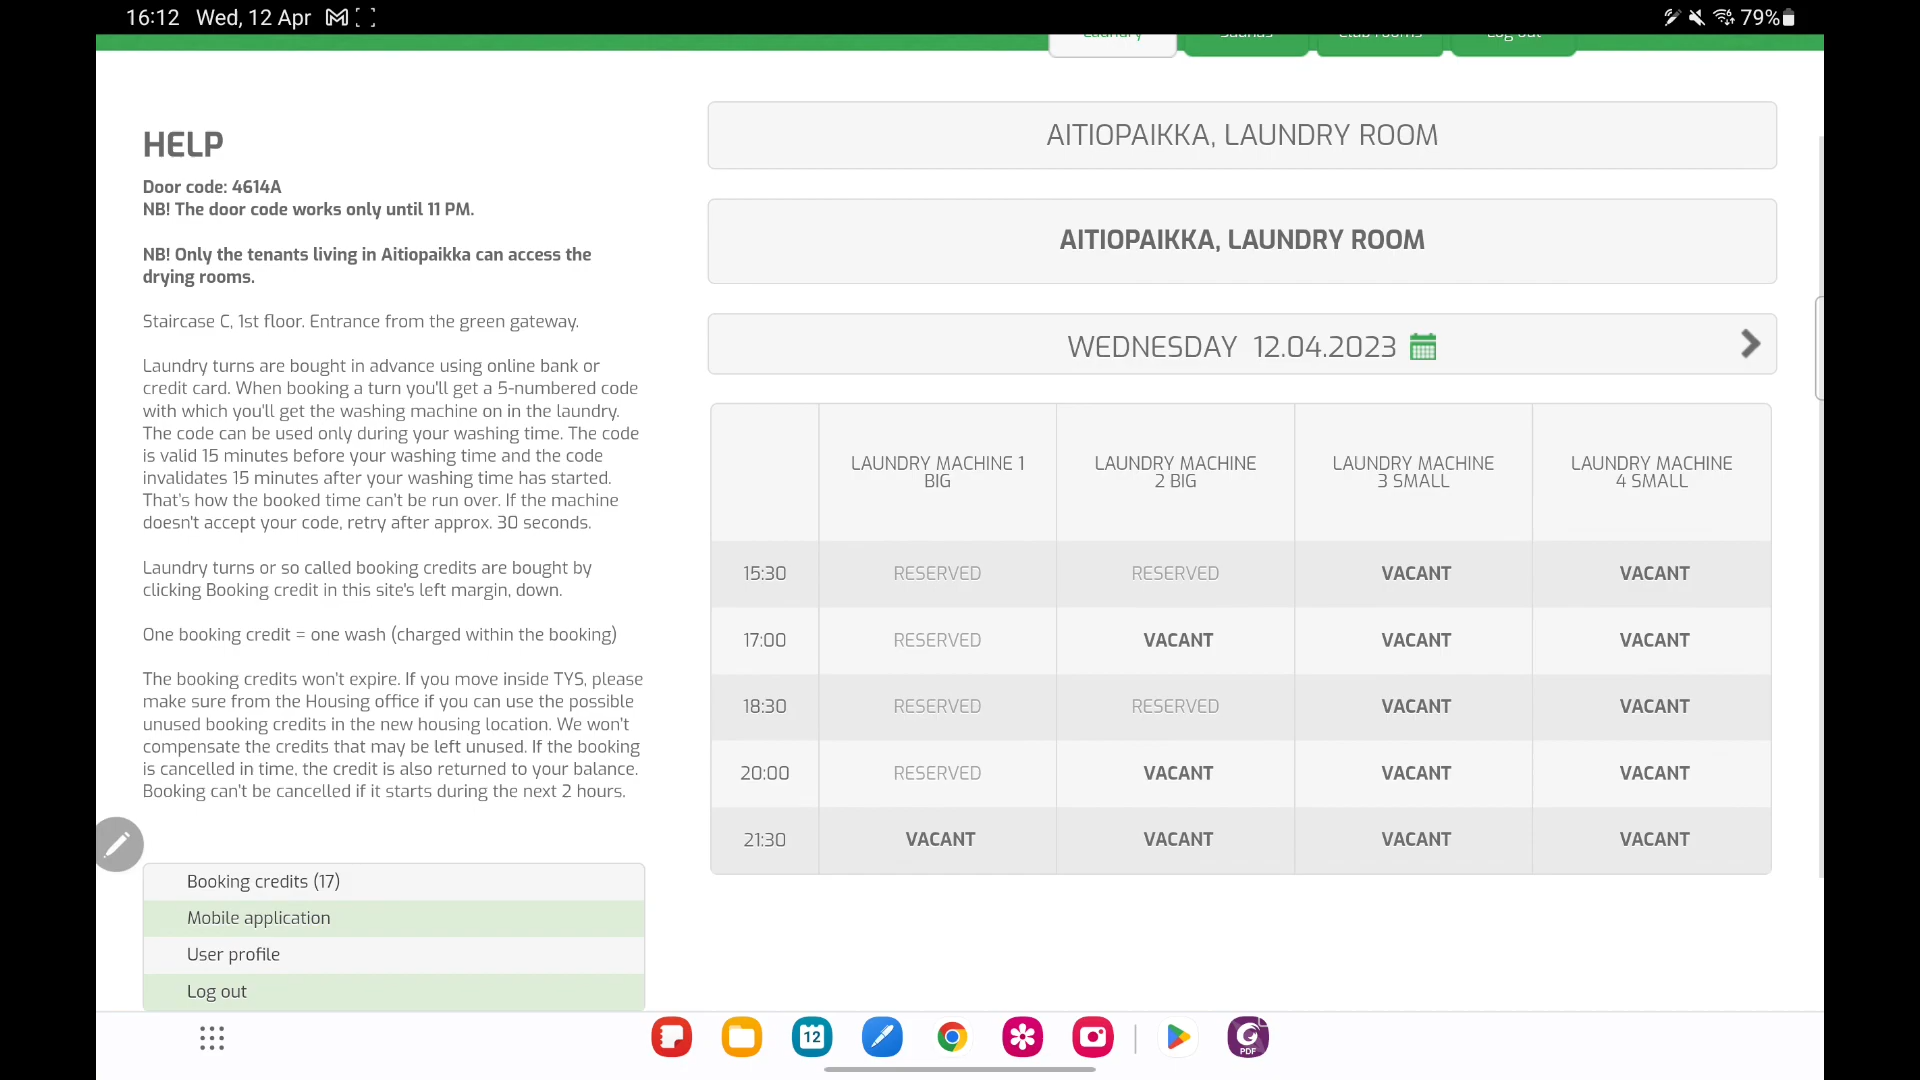 16:12 Wed, 12 Apr
79%
Laundry Saunas Club rooms Log out
HELP
Door code: 4614A
NB! The door code works only until 11 PM.
NB! Only the tenants living in Aitiopaikka can access the
drying rooms.
Staircase C, 1st floor. Entrance from the green gateway.
Laundry turns are bought in advance using online bank or
credit card. When booking a turn you'll get a 5-numbered code
with which you'll get the washing machine on in the laundry.
The code can be used only during your washing time. The code
is valid 15 minutes before your washing time and the code
invalidates 15 minutes after your washing time has started.
That's how the booked time can't be run over. If the machine
doesn't accept your code, retry after approx. 30 seconds.
Laundry turns or so called booking credits are bought by
clicking Booking credit in this site's left margin, down.
One booking credit = one wash (charged within the booking)
The booking credits won't expire. If you move inside TYS, please
make sure from the Housing office if you can use the possible
unused booking credits in the new housing location. We won't
compensate the credits that may be left unused. If the booking
is cancelled in time, the credit is also returned to your balance.
Booking can't be cancelled if it starts during the next 2 hours.
Booking credits (17)
Mobile application
User profile
Log out
AITIOPAIKKA, LAUNDRY ROOM
AITIOPAIKKA, LAUNDRY ROOM
WEDNESDAY 12.04.2023
LAUNDRY MACHINE 1
BIG
LAUNDRY MACHINE
2 BIG
LAUNDRY MACHINE
3 SMALL
LAUNDRY MACHINE
4 SMALL
15:30 RESERVED RESERVED VACANT VACANT
17:00 RESERVED VACANT VACANT VACANT
18:30 RESERVED RESERVED VACANT VACANT
20:00 RESERVED VACANT VACANT VACANT
21:30 VACANT VACANT VACANT VACANT
12
PDF